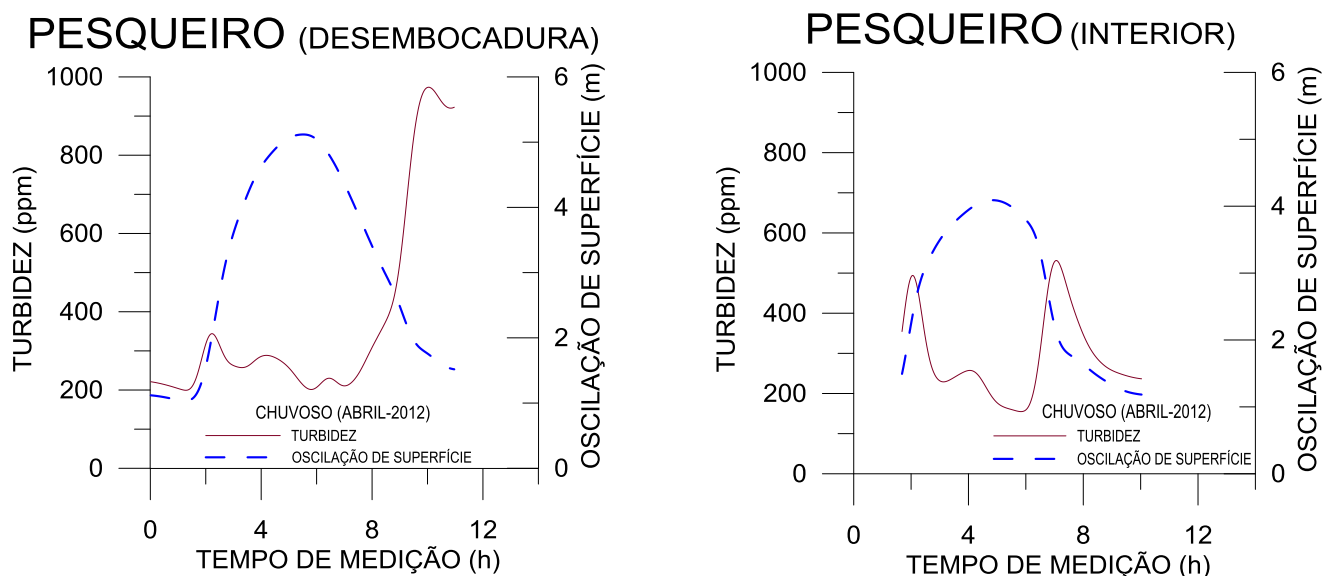 PESQUEIRO (DESEMBOCADURA)
1000
800
600
400
200
0
TURBIDEZ (ppm)
6
4
2
0
OSCILAÇÃO DE SUPERFÍCIE (m)
CHUVOSO (ABRIL-2012)
TURBIDEZ
OSCILAÇÃO DE SUPERFÍCIE
0 4 8 12
TEMPO DE MEDIÇÃO (h)
PESQUEIRO (INTERIOR)
1000
800
600
400
200
0
TURBIDEZ (ppm)
6
4
2
0
OSCILAÇÃO DE SUPERFÍCIE (m)
CHUVOSO (ABRIL-2012)
TURBIDEZ
OSCILAÇÃO DE SUPERFÍCIE
0 4 8 12
TEMPO DE MEDIÇÃO (h)